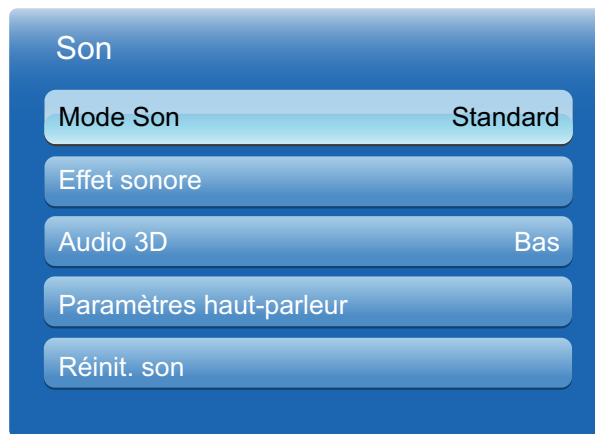 Son
Mode Son Standard
Effet sonore
Audio 3D Bas
Paramètres haut-parleur
Réinit. son